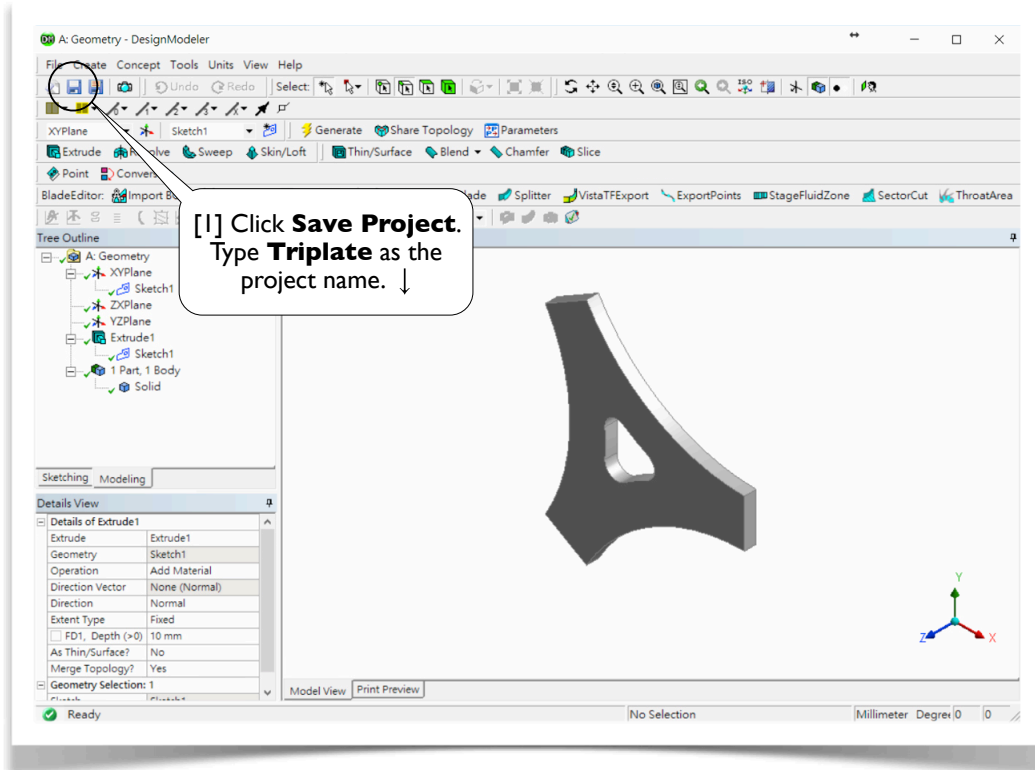 A: Geometry - DesignModeler
File Create Concept Tools Units View Help
Undo Redo Select:
XYPlane Sketch1 Generate Share Topology Parameters
Extrude Sweep Skin/Loft Thin/Surface Blend Chamfer Slice
Point
BladeEditor: Splitter VistaTFExport ExportPoints StageFluidZone SectorCut ThroatArea
[1] Click Save Project.
Type Triplate as the
project name. ↓
Tree Outline
A: Geometry
XYPlane
Sketch1
ZXPlane
YZPlane
Extrude1
Sketch1
1 Part, 1 Body
Solid
Sketching Modeling
Details View
Details of Extrude1
Extrude Extrude1
Geometry Sketch1
Operation Add Material
Direction Vector None (Normal)
Direction Normal
Extent Type Fixed
FD1, Depth (>0) 10 mm
As Thin/Surface? No
Merge Topology? Yes
Geometry Selection: 1
Y
Z
X
Model View Print Preview
Ready No Selection Millimeter 0 0